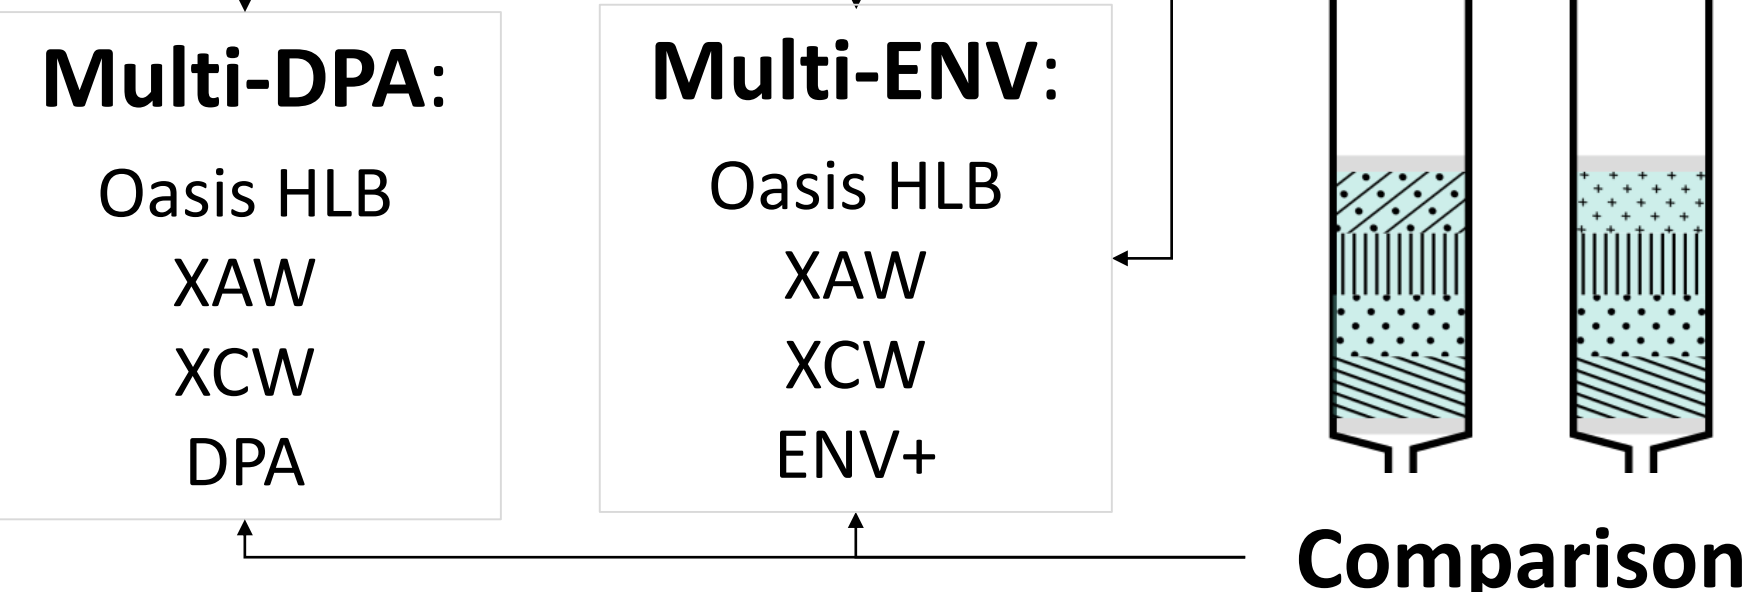 Multi-DPA:
Oasis HLB
XAW
XCW
DPA
Multi-ENV:
Oasis HLB
XAW
XCW
ENV+
Comparison